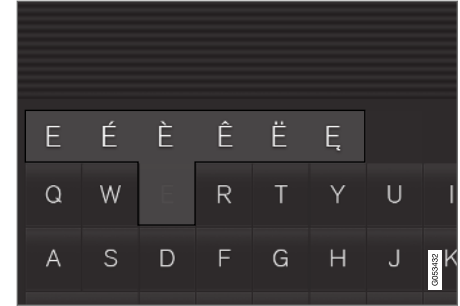 E É È Ê Ë Ę
Q W E R T Y U I
A S D F G H J K
G053432